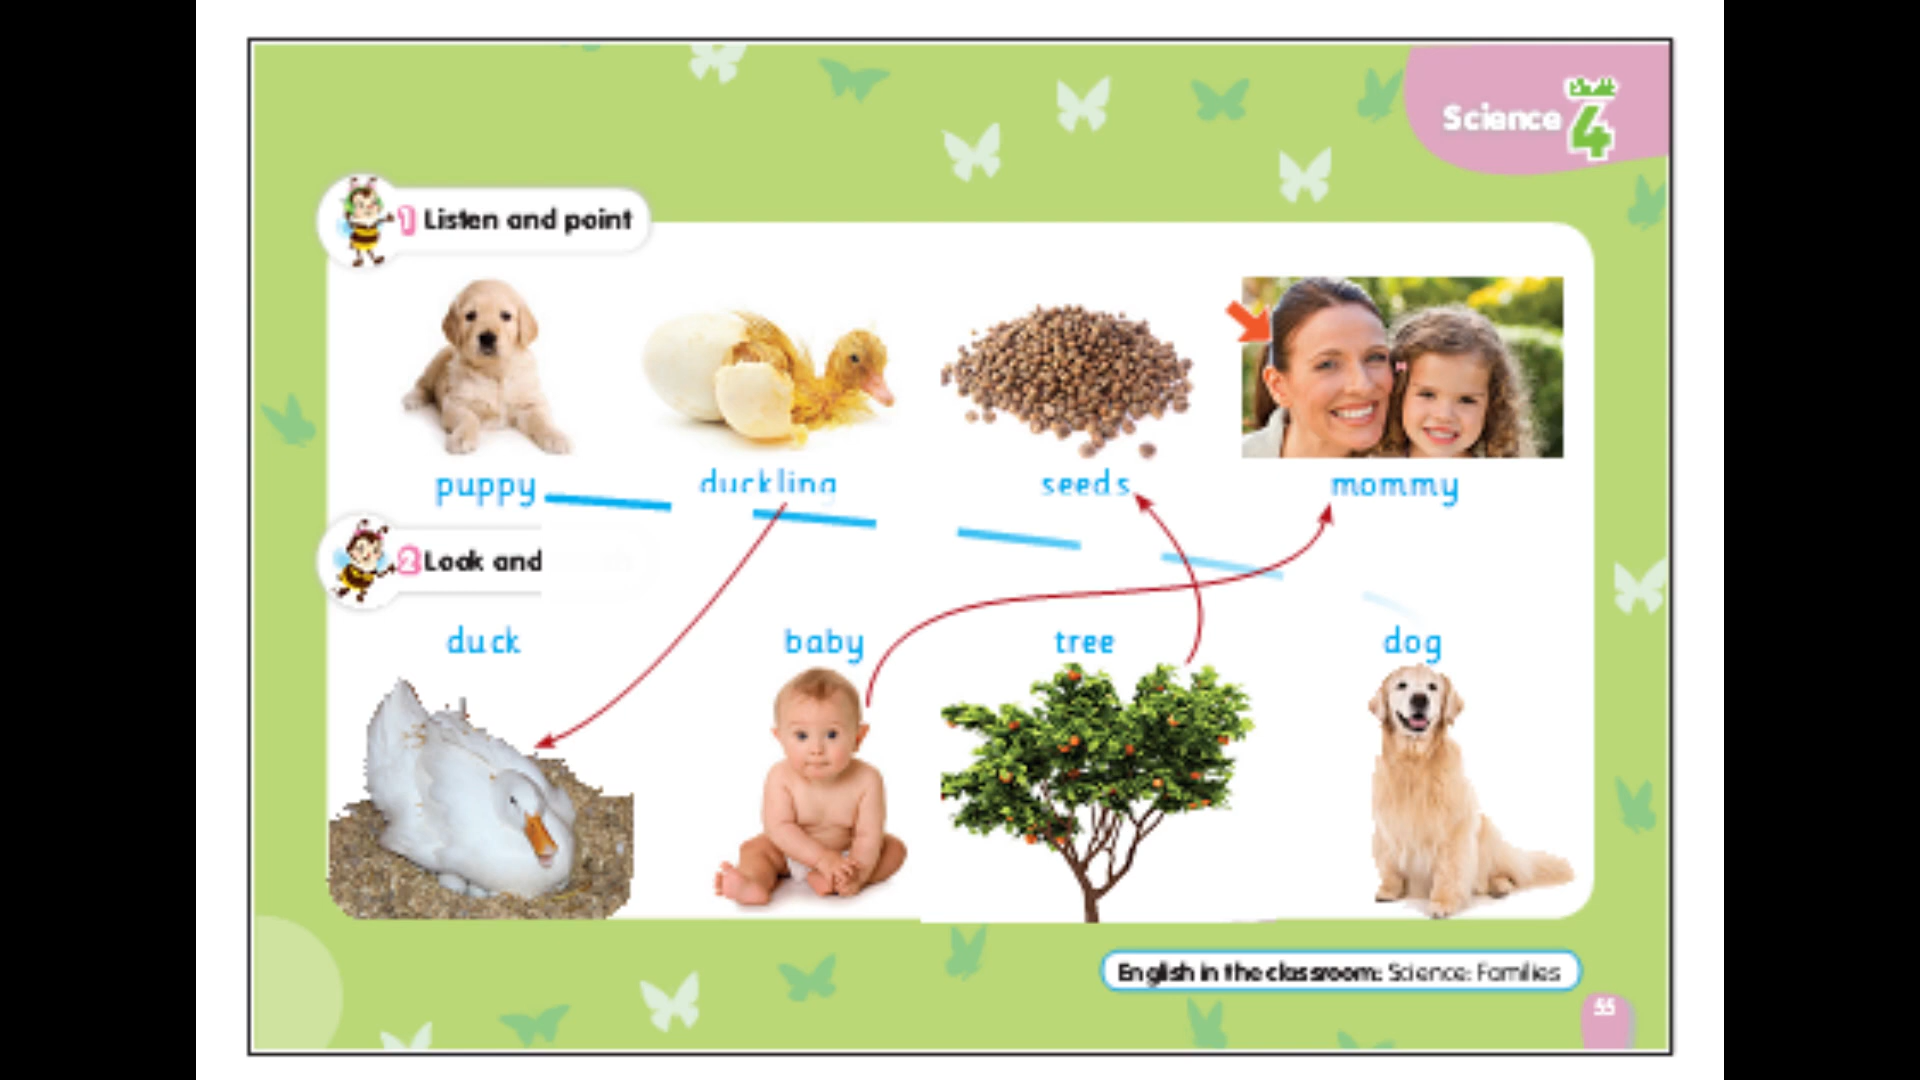 Science
4
1 Listen and point
puppy
duckling
seeds
mommy
2 Look and
duck
baby
tree
dog
English in the classroom: Science: Families
55